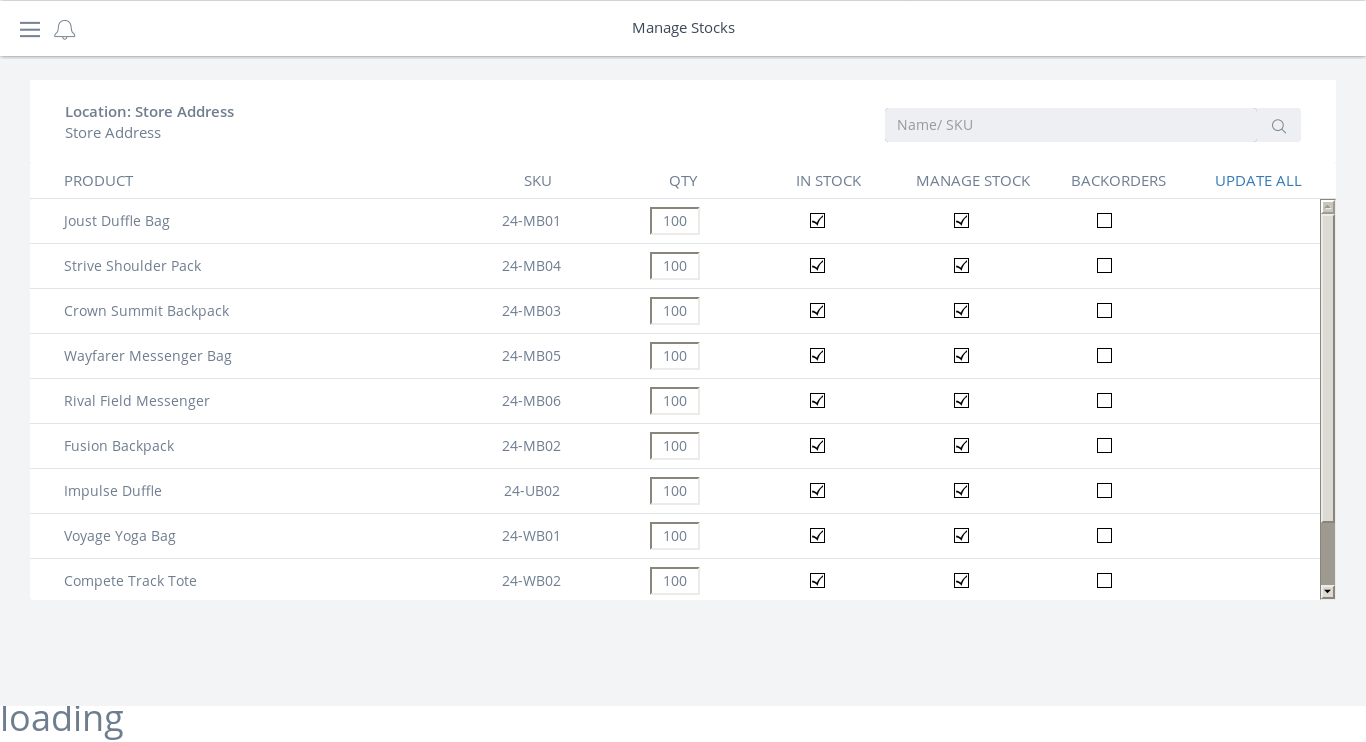 Manage Stocks
Location: Store Address
Store Address
Name/ SKU
PRODUCT SKU QTY IN STOCK MANAGE STOCK BACKORDERS UPDATE ALL
Joust Duffle Bag 24-MB01 100
Strive Shoulder Pack 24-MB04 100
Crown Summit Backpack 24-MB03 100
Wayfarer Messenger Bag 24-MB05 100
Rival Field Messenger 24-MB06 100
Fusion Backpack 24-MB02 100
Impulse Duffle 24-UB02 100
Voyage Yoga Bag 24-WB01 100
Compete Track Tote 24-WB02 100
loading